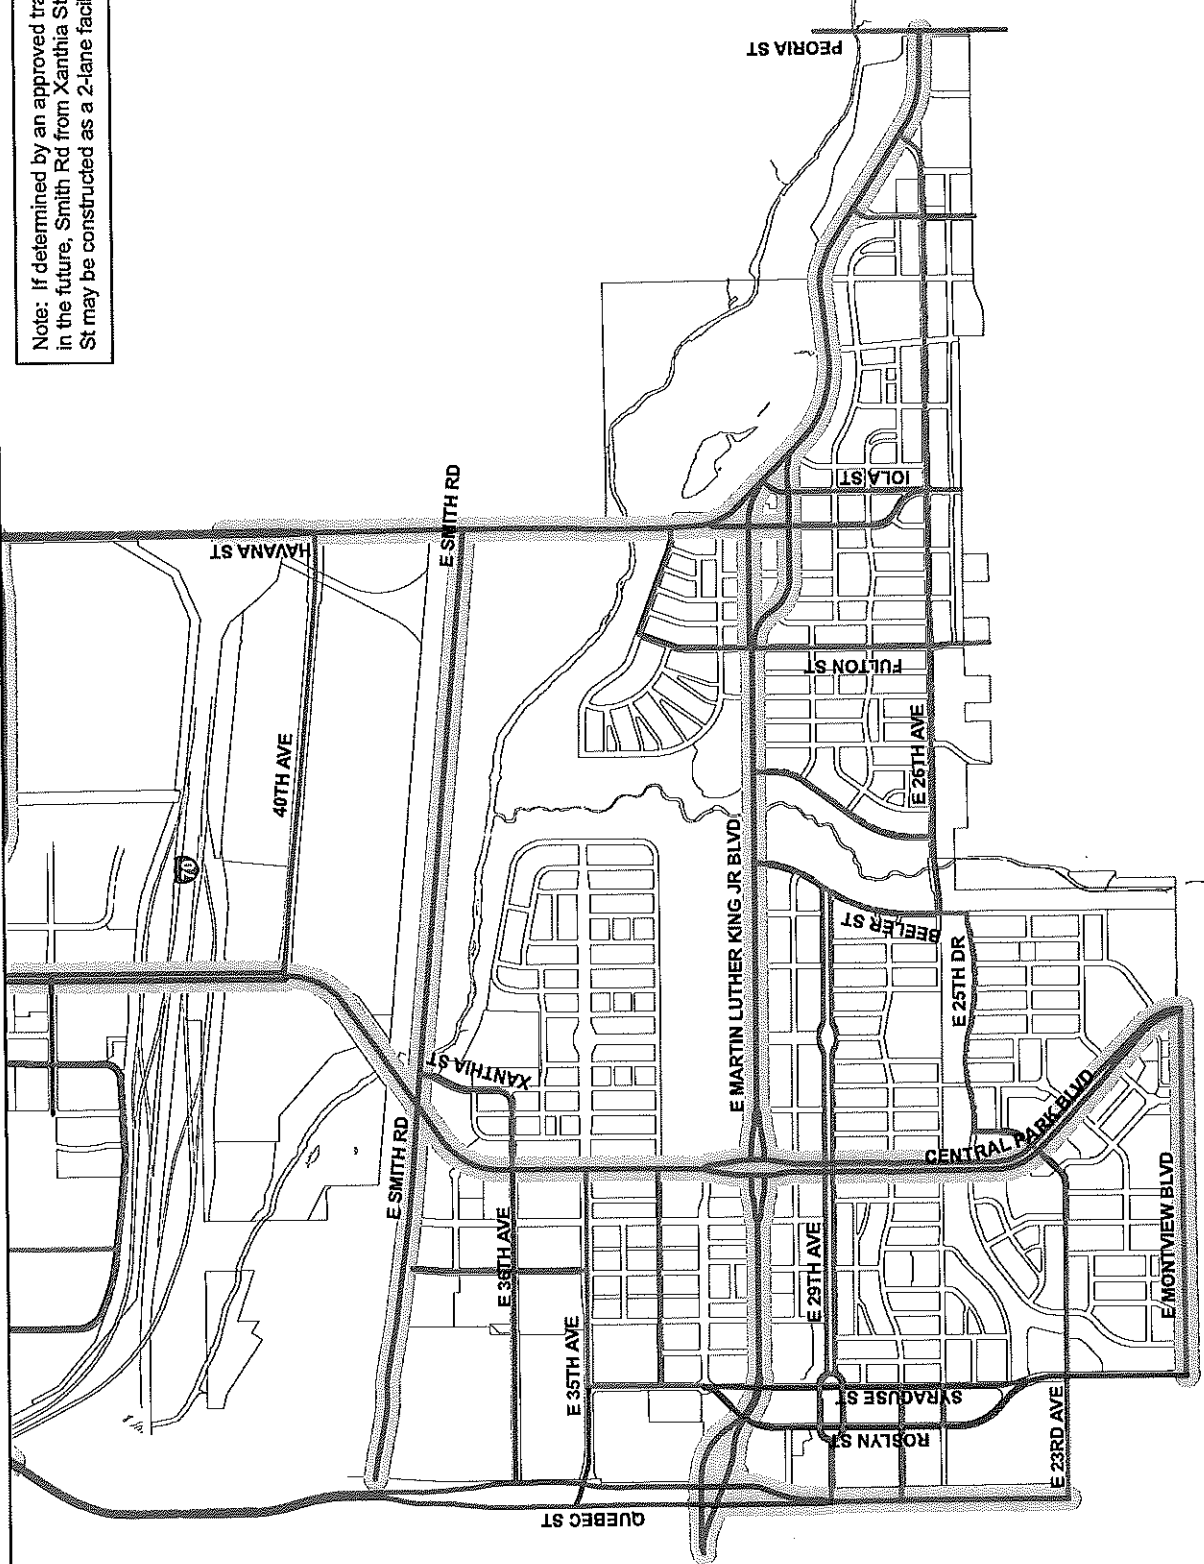 Note: If determined by an approved tra
in the future, Smith Rd from Xanthia St
St may be constructed as a 2-lane facil
PEORIA ST
HAVANA ST
E SMITH RD
40TH AVE
IOLA ST
FULTON ST
E 26TH AVE
E MARTIN LUTHER KING JR BLVD
BEELER ST
E 25TH DR
XANTHIA ST
E SMITH RD
CENTRAL PARK BLVD
E 36TH AVE
E 35TH AVE
E 29TH AVE
E MONTVIEW BLVD
SYRACUSE ST
ROSLYN ST
E 23RD AVE
QUEBEC ST